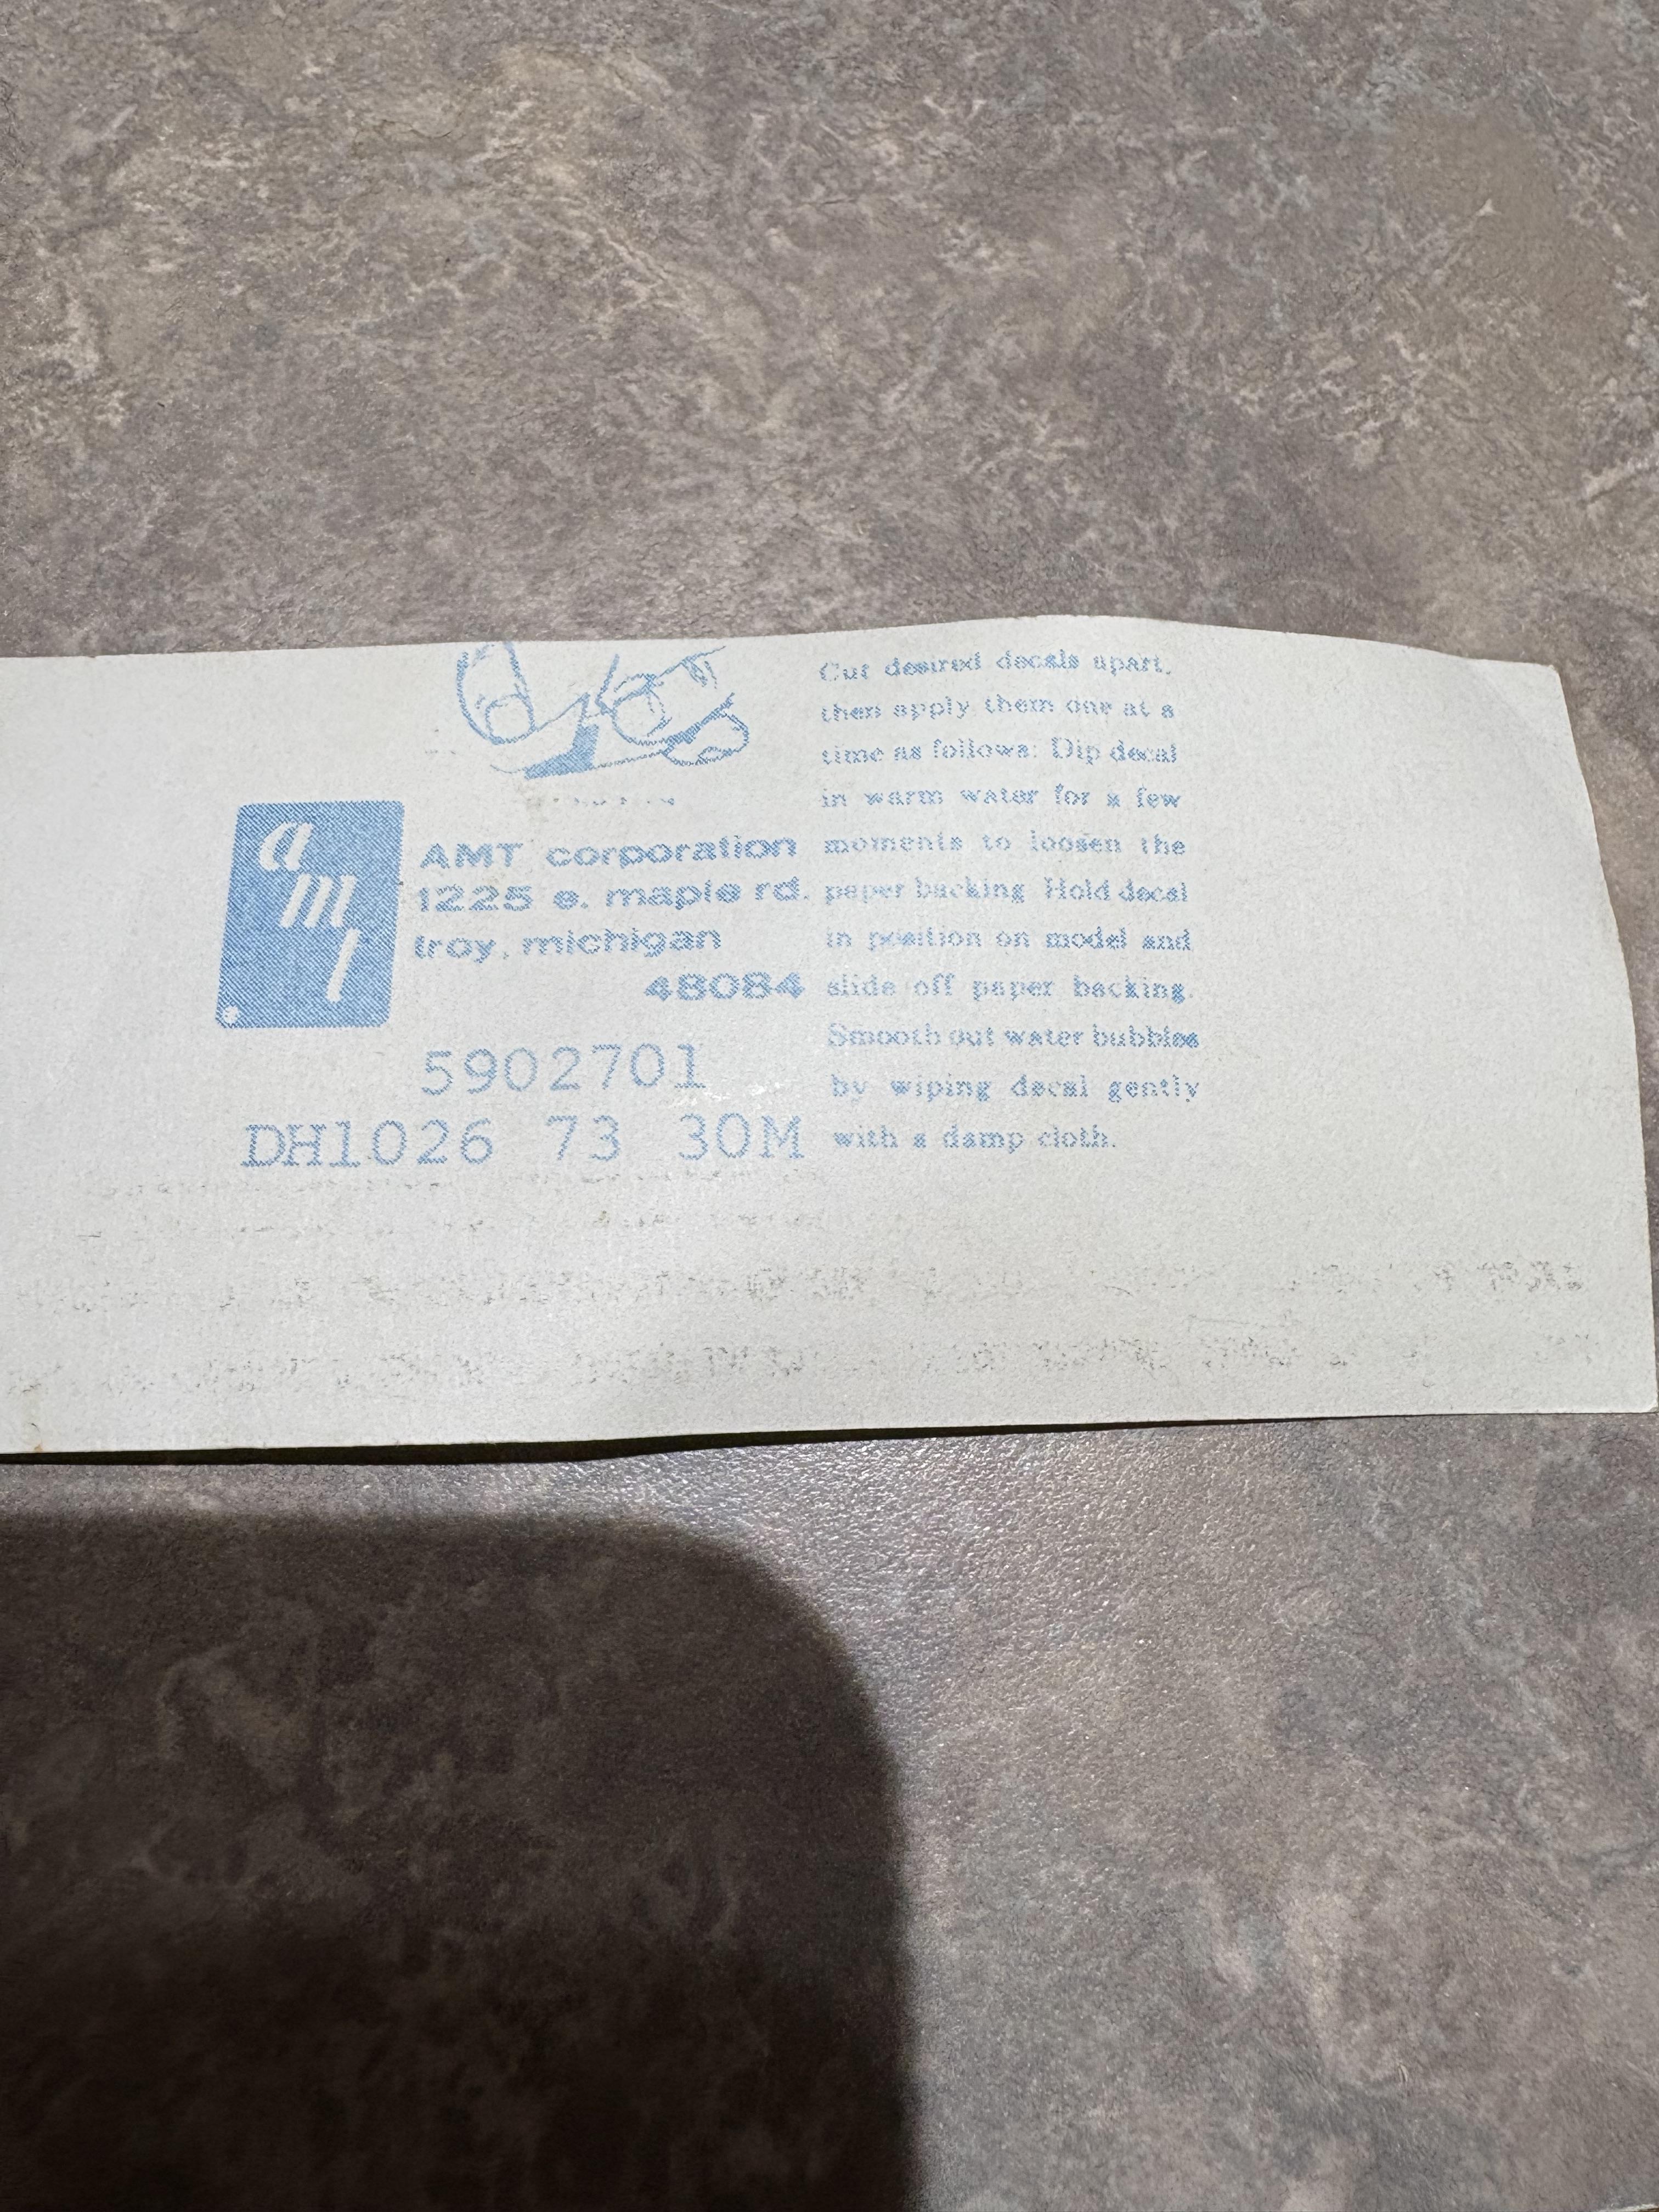 amt
AMT corporation
1225 e. maple rd.
troy, michigan
48084
5902701
DH1026 73 30M
Cut desired decals apart,
then apply them one at a
time as follows: Dip decal
in warm water for a few
moments to loosen the
paper backing Hold decal
in position on model and
slide off paper backing.
Smooth out water bubbles
by wiping decal gently
with a damp cloth.